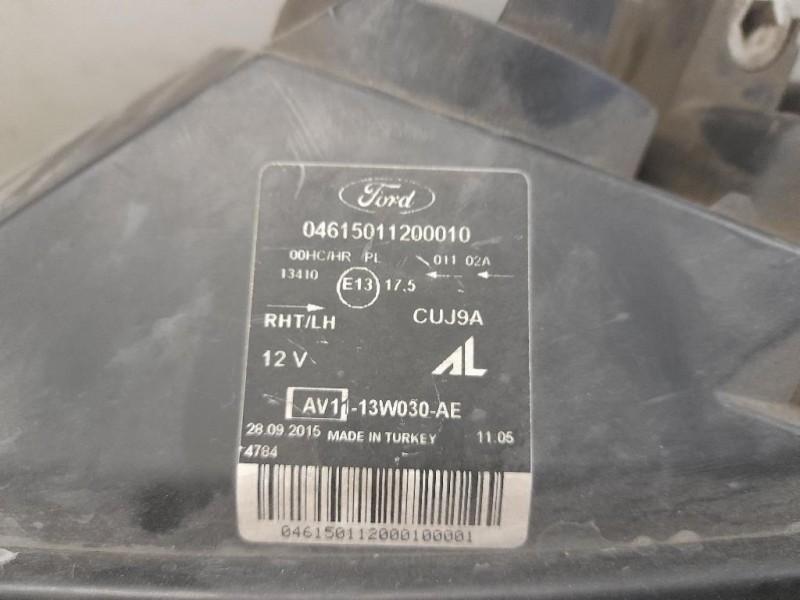 Ford
04615011200010
00HC/HR PL 011 02A
13410 E13 17.5
RHT/LH CUJ9A
12 V AL
AV11-13W030-AE
28.09.2015 MADE IN TURKEY 11.05
4784
046150112000100001